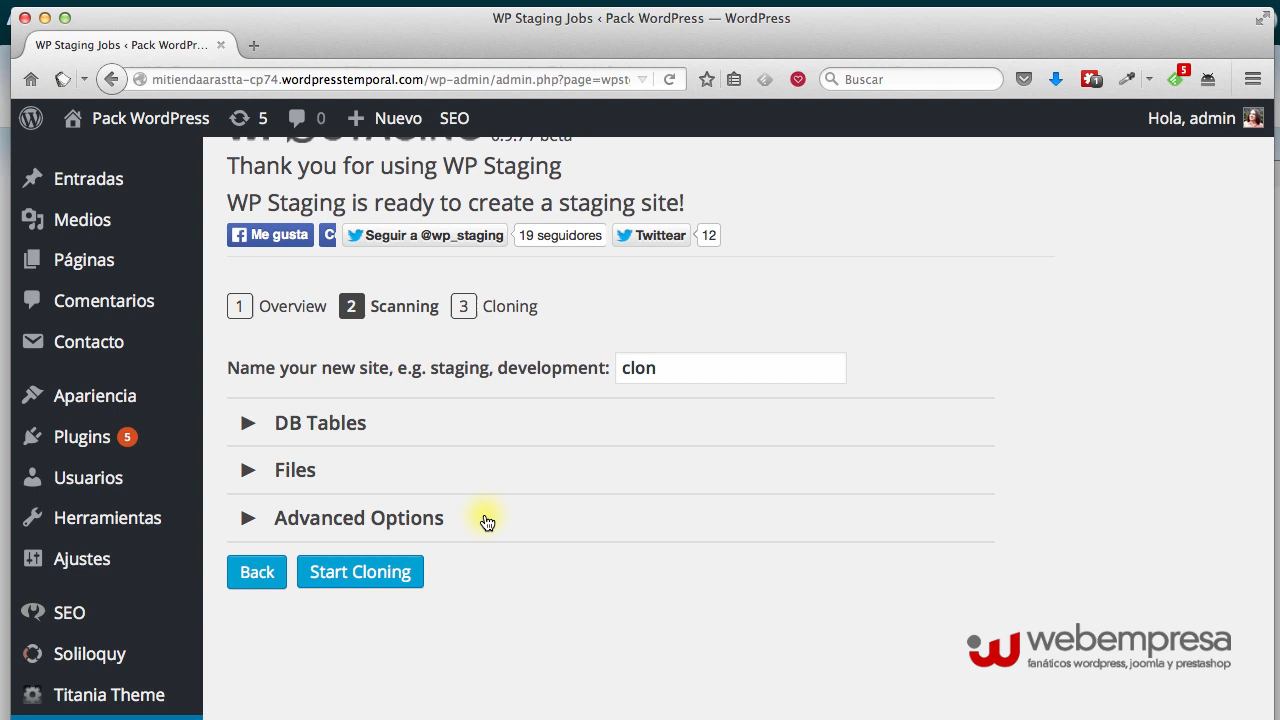 WP Staging Jobs ‹ Pack WordPress — WordPress
WP Staging Jobs ‹ Pack WordPr...
mitiendaarastta-cp74.wordpresstemporal.com/wp-admin/admin.php?page=wpst
Buscar
1
5
Pack WordPress
5
0
Nuevo
SEO
Hola, admin
Entradas
Medios
Páginas
Comentarios
Contacto
Apariencia
Plugins 5
Usuarios
Herramientas
Ajustes
SEO
Soliloquy
Titania Theme
Thank you for using WP Staging
WP Staging is ready to create a staging site!
Me gusta
Seguir a @wp_staging
19 seguidores
Twittear
12
1 Overview 2 Scanning 3 Cloning
Name your new site, e.g. staging, development: clon
DB Tables
Files
Advanced Options
Back
Start Cloning
webempresa
fanáticos wordpress, joomla y prestashop